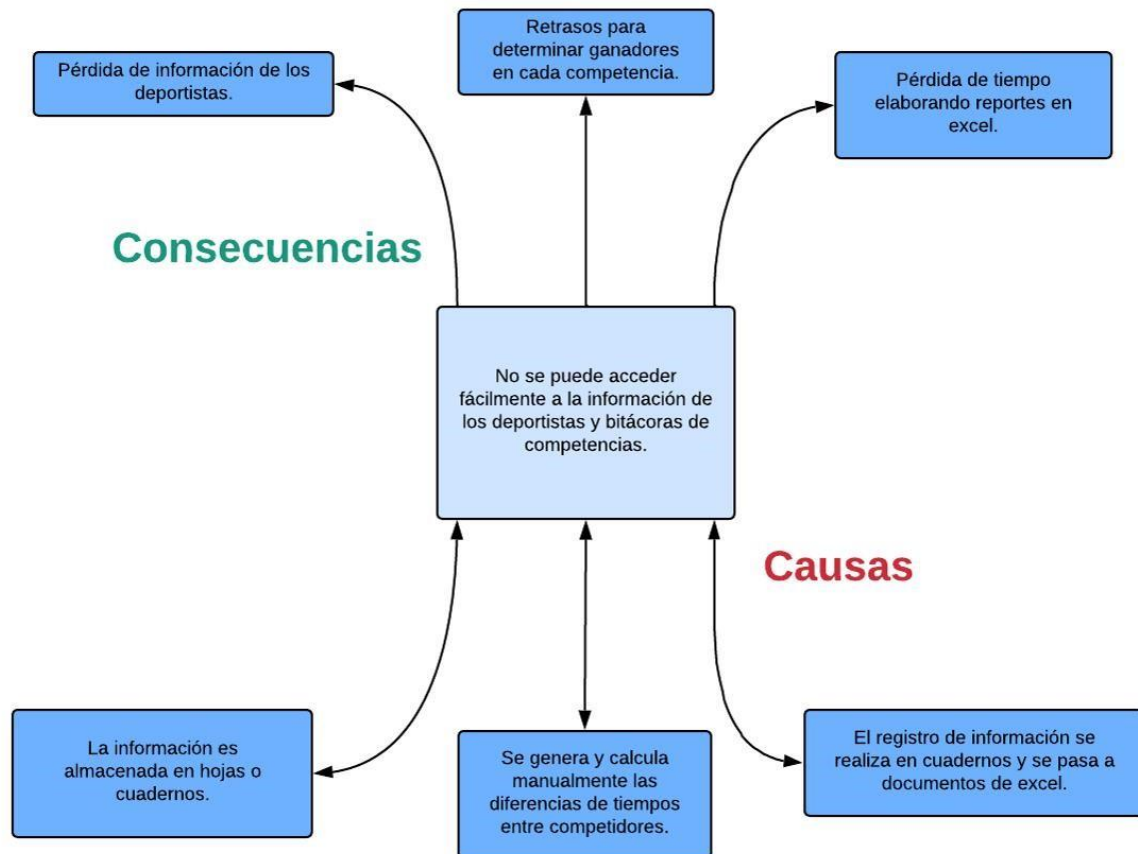 Retrasos para
determinar ganadores
en cada competencia.
Pérdida de información de los
deportistas.
Pérdida de tiempo
elaborando reportes en
excel.
Consecuencias
No se puede acceder
fácilmente a la información de
los deportistas y bitácoras de
competencias.
Causas
La información es
almacenada en hojas o
cuadernos.
Se genera y calcula
manualmente las
diferencias de tiempos
entre competidores.
El registro de información se
realiza en cuadernos y se pasa a
documentos de excel.